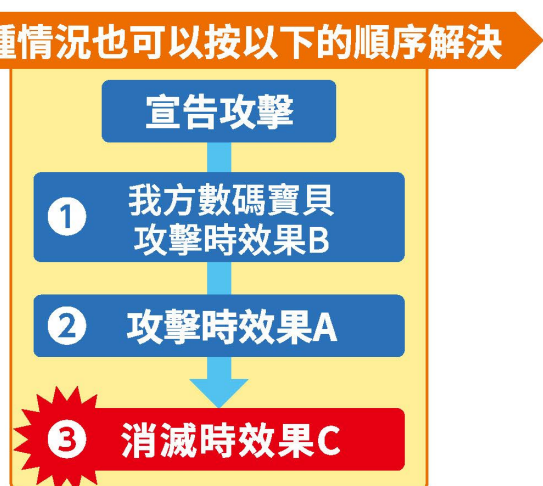 種情況也可以按以下的順序解決
宣告攻擊
❶ 我方數碼寶貝
攻擊時效果B
❷ 攻擊時效果A
❸ 消滅時效果C